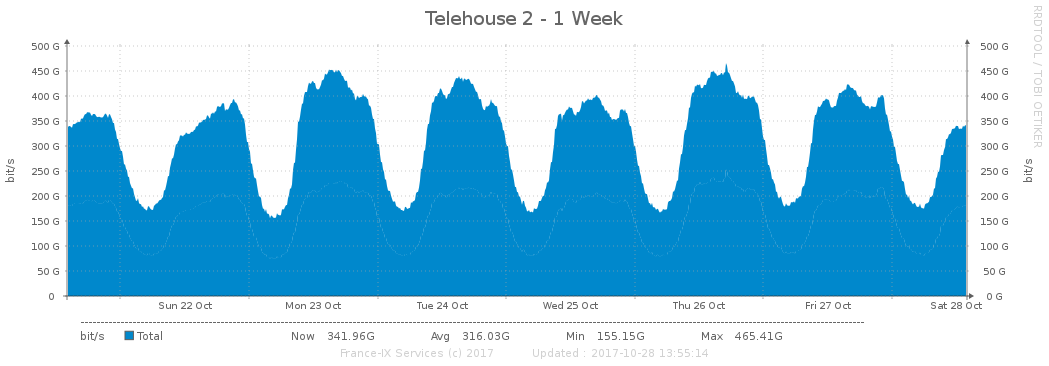 Telehouse 2 - 1 Week
RRDTOOL / TOBI OETIKER
500 G 500 G
450 G 450 G
400 G 400 G
350 G 350 G
300 G 300 G
250 G 250 G
200 G 200 G
150 G 150 G
100 G 100 G
50 G 50 G
0 0 G
bit/s bit/s
Sun 22 Oct Mon 23 Oct Tue 24 Oct Wed 25 Oct Thu 26 Oct Fri 27 Oct Sat 28 Oct
bit/s Total Now 341.96G Avg 316.03G Min 155.15G Max 465.41G
France-IX Services (c) 2017 Updated : 2017-10-28 13:55:14